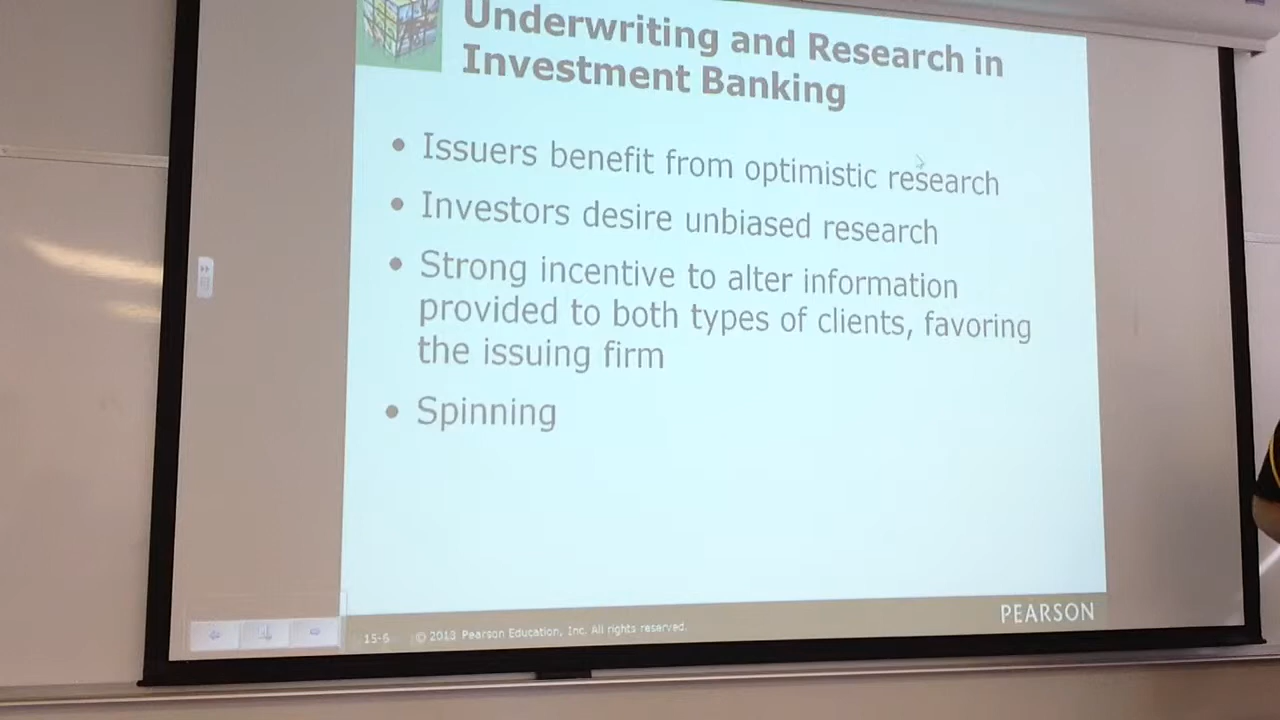 Underwriting and Research in
Investment Banking
• Issuers benefit from optimistic research
• Investors desire unbiased research
• Strong incentive to alter information
provided to both types of clients, favoring
the issuing firm
• Spinning
15-6 © 2013 Pearson Education, Inc. All rights reserved.
PEARSON